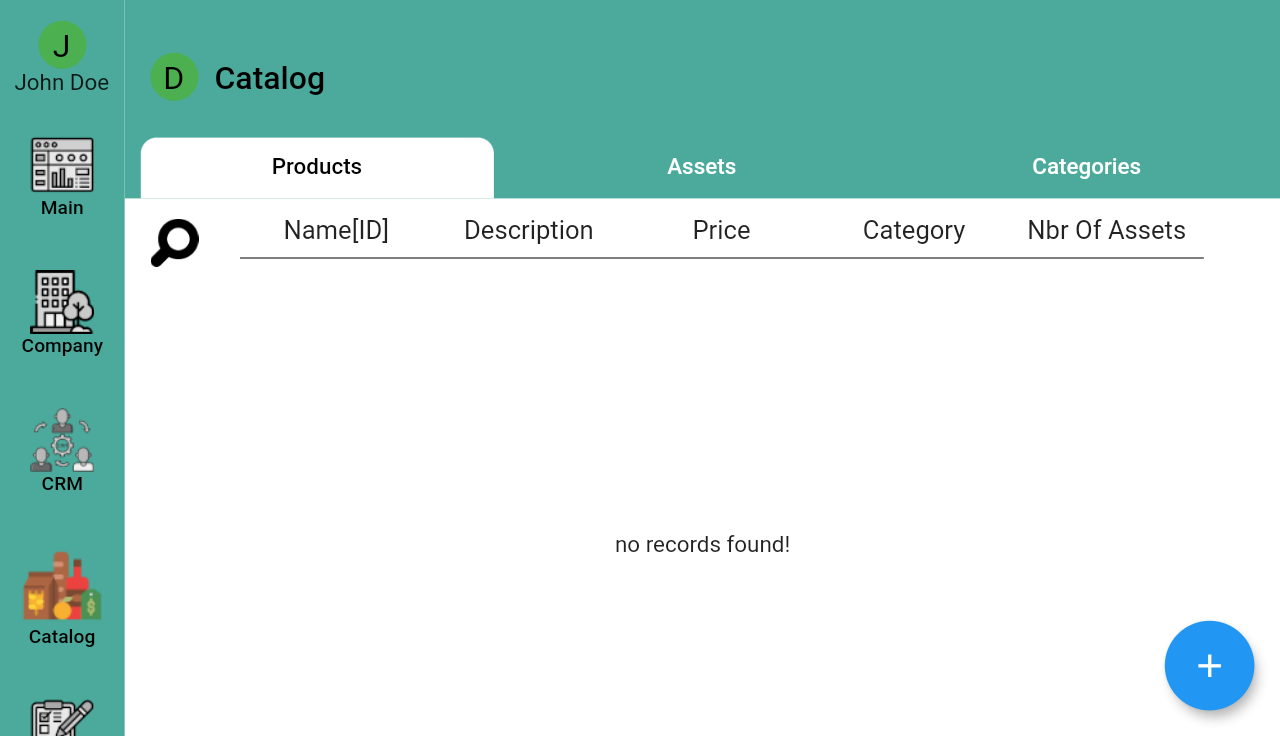 J
John Doe
Main
Company
CRM
Catalog
D
Catalog
Products
Assets
Categories
Name[ID]
Description
Price
Category
Nbr Of Assets
no records found!
+